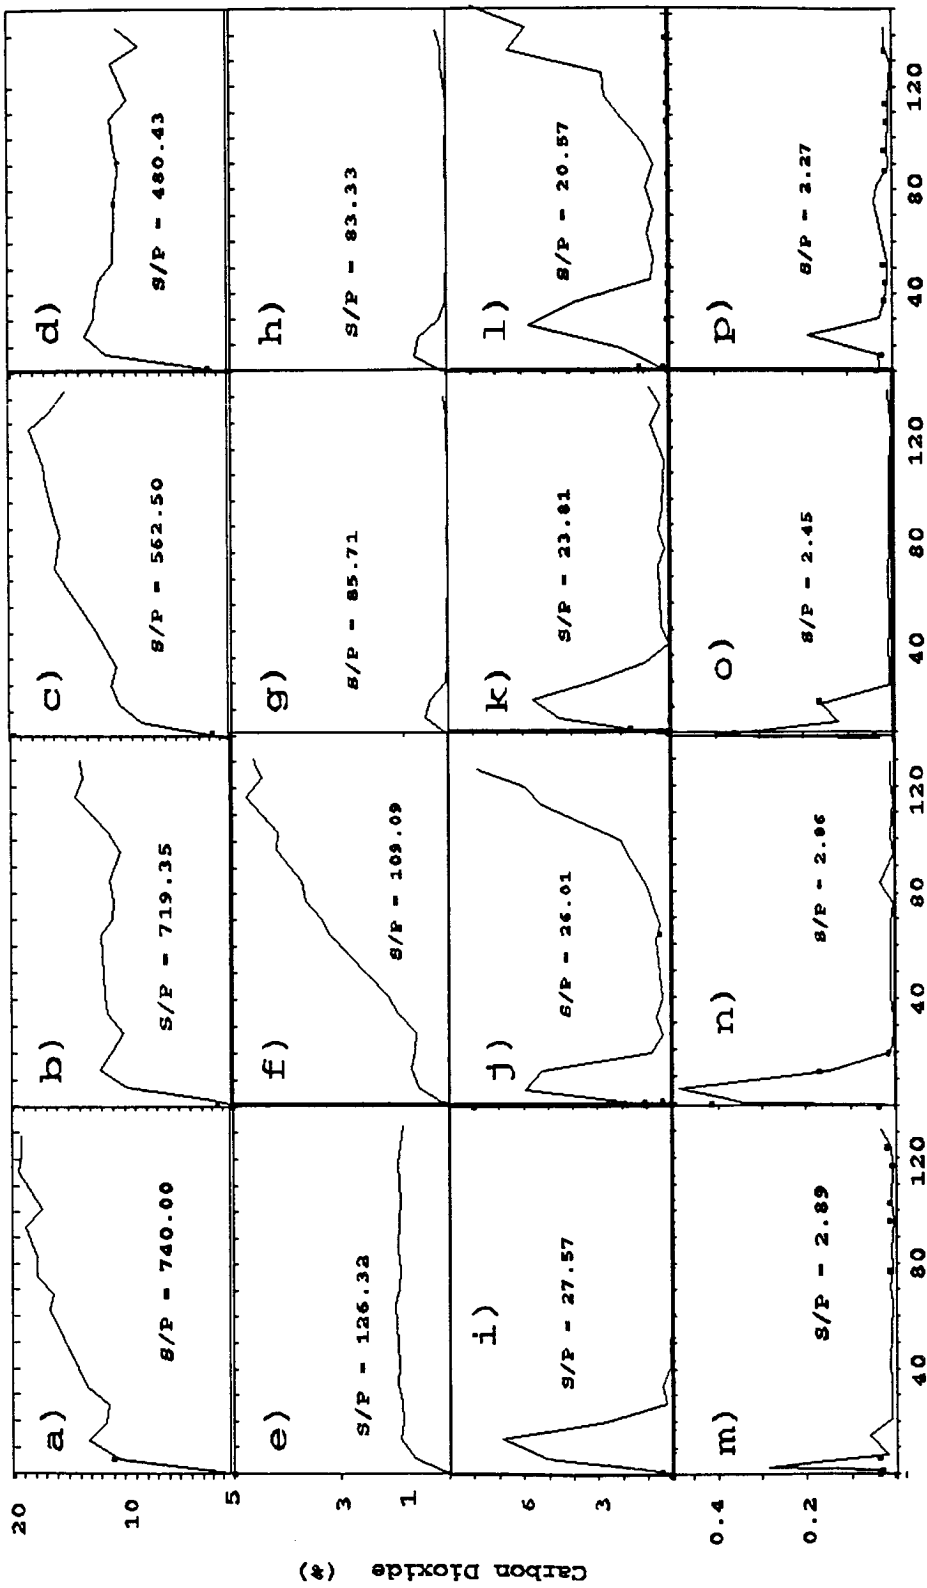 a)
S/P = 740.00
b)
S/P = 719.35
c)
S/P = 562.50
d)
S/P = 480.43
e)
S/P = 126.32
f)
S/P = 109.09
g)
S/P = 85.71
h)
S/P = 83.33
i)
S/P = 27.57
j)
S/P = 26.01
k)
S/P = 23.81
l)
S/P = 20.57
m)
S/P = 2.89
n)
S/P = 2.86
o)
S/P = 2.45
p)
S/P = 2.27
20
10
5
3
1
6
3
0.4
0.2
40 80 120
40 80 120
40 80 120
40 80 120
Carbon Dioxide (%)